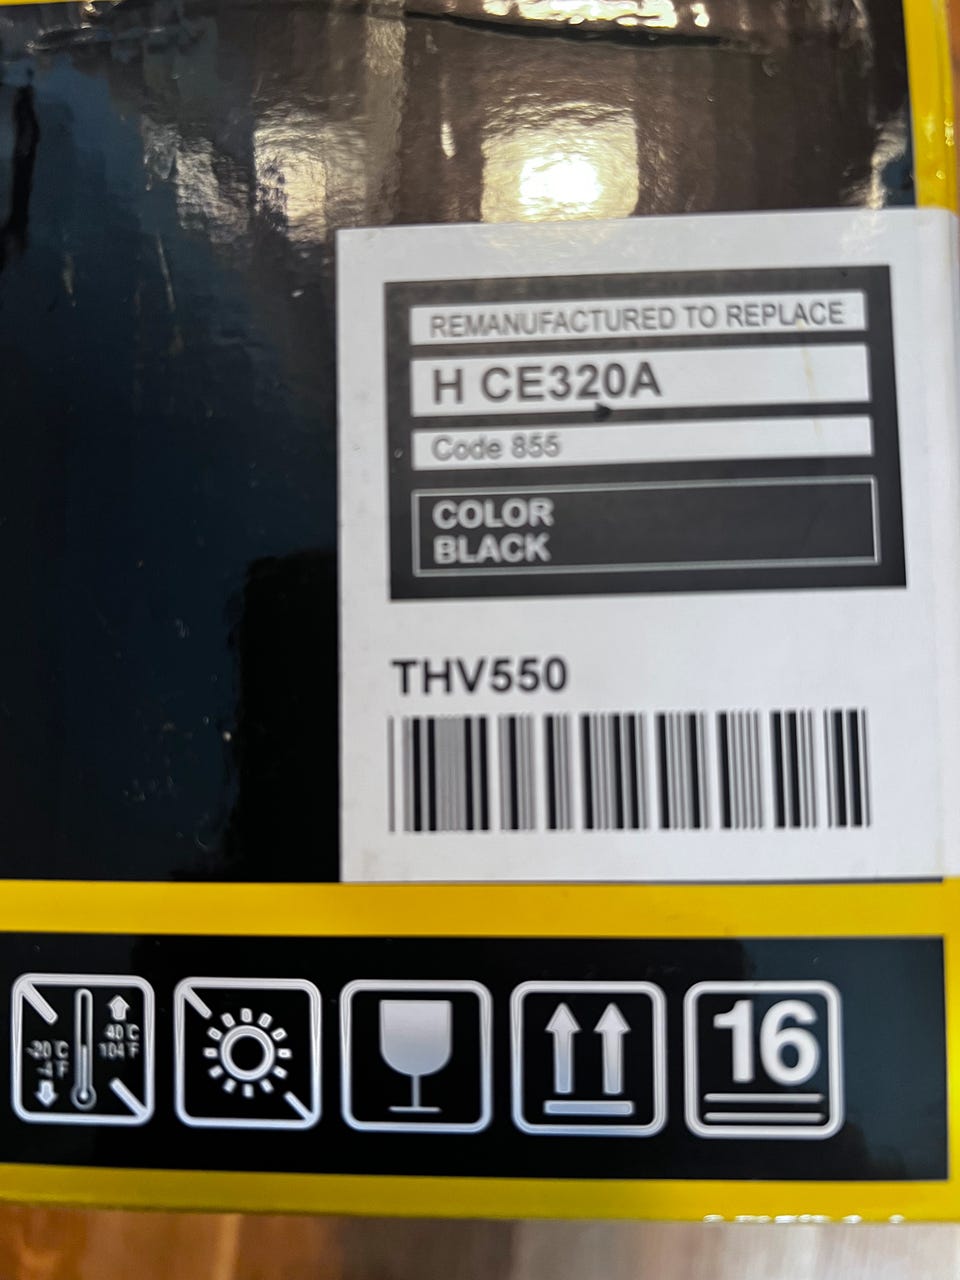 REMANUFACTURED TO REPLACE
H CE320A
Code 855
COLOR
BLACK
THV550
40°C
104°F
-20°C
-4°F
16